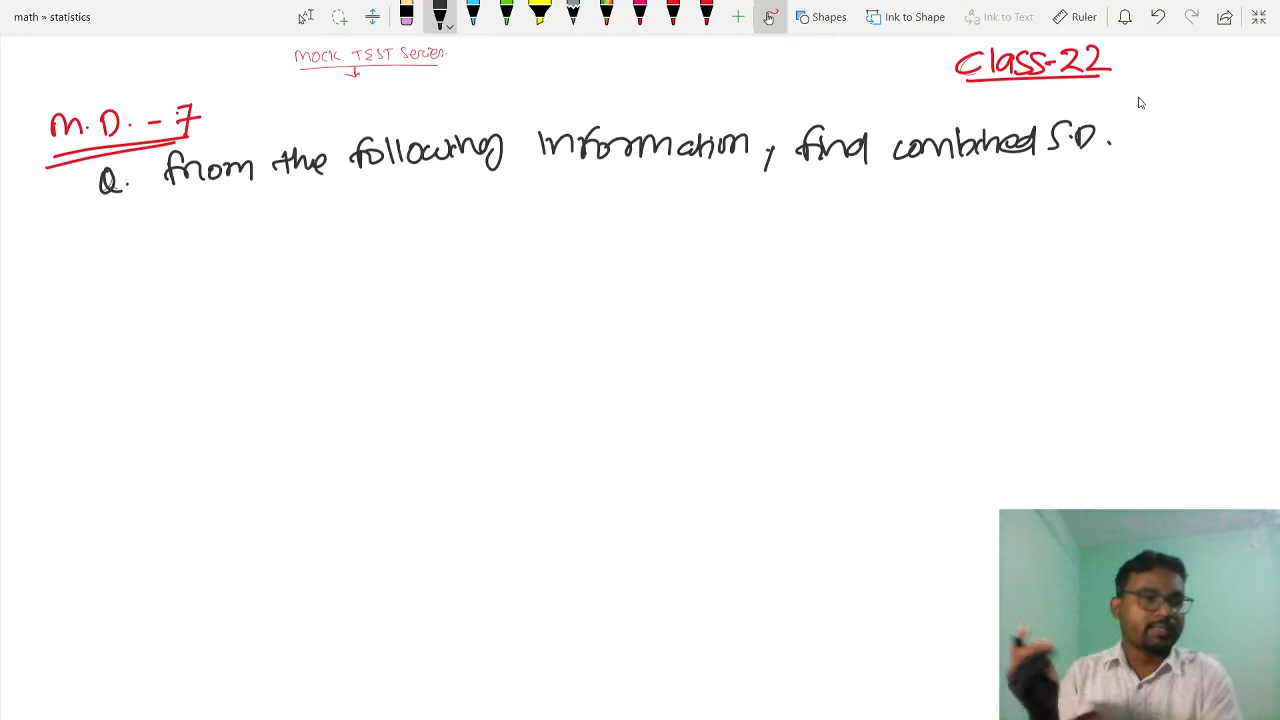 math » statistics
Shapes
Ink to Shape
Ink to Text
Ruler
Mock TEST Series
Class-22
M.D. - 7
Q. from the following information, find combined S.D.